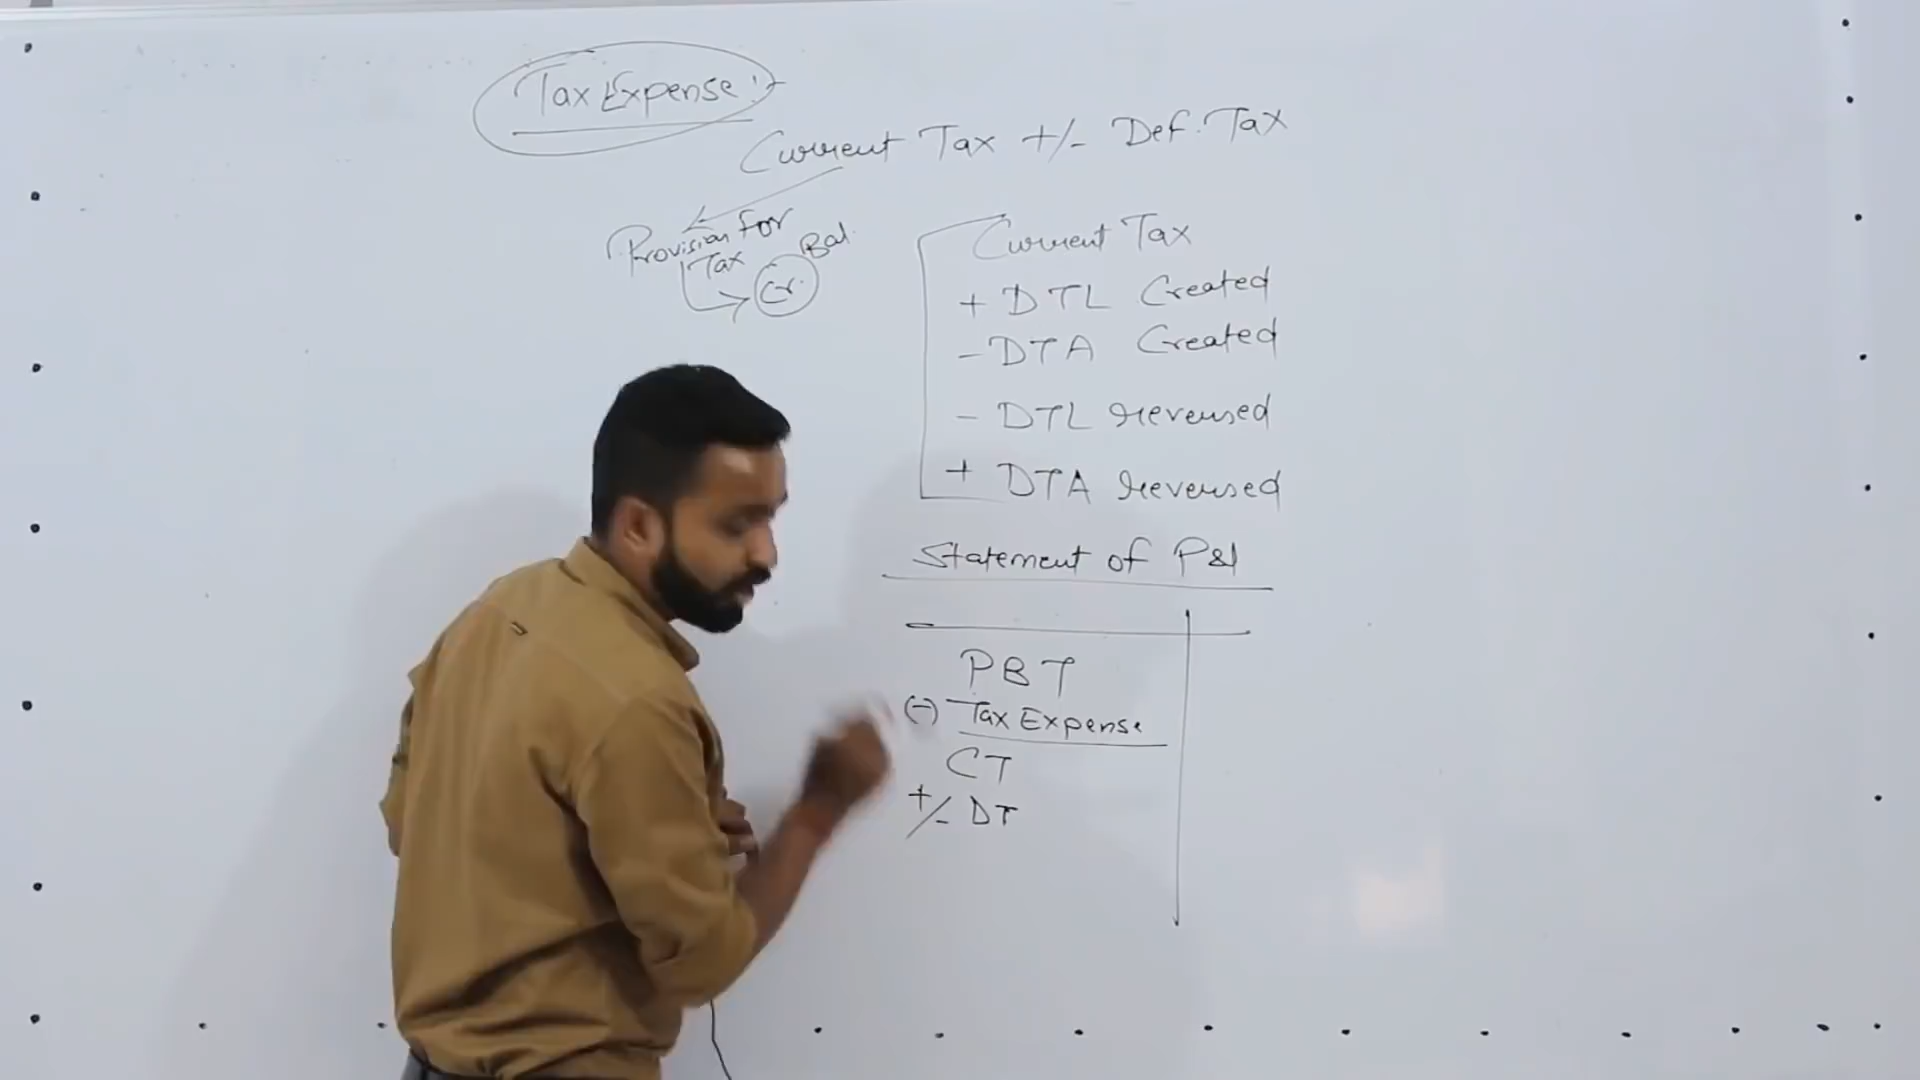 Tax Expense :-
Current Tax +/- Def. Tax
Provision for
Tax
Cr. Bal.
Current Tax
+ DTL Created
- DTA Created
- DTL reversed
+ DTA reversed
Statement of P&l
PBT
(-) Tax Expense
CT
+/- DT